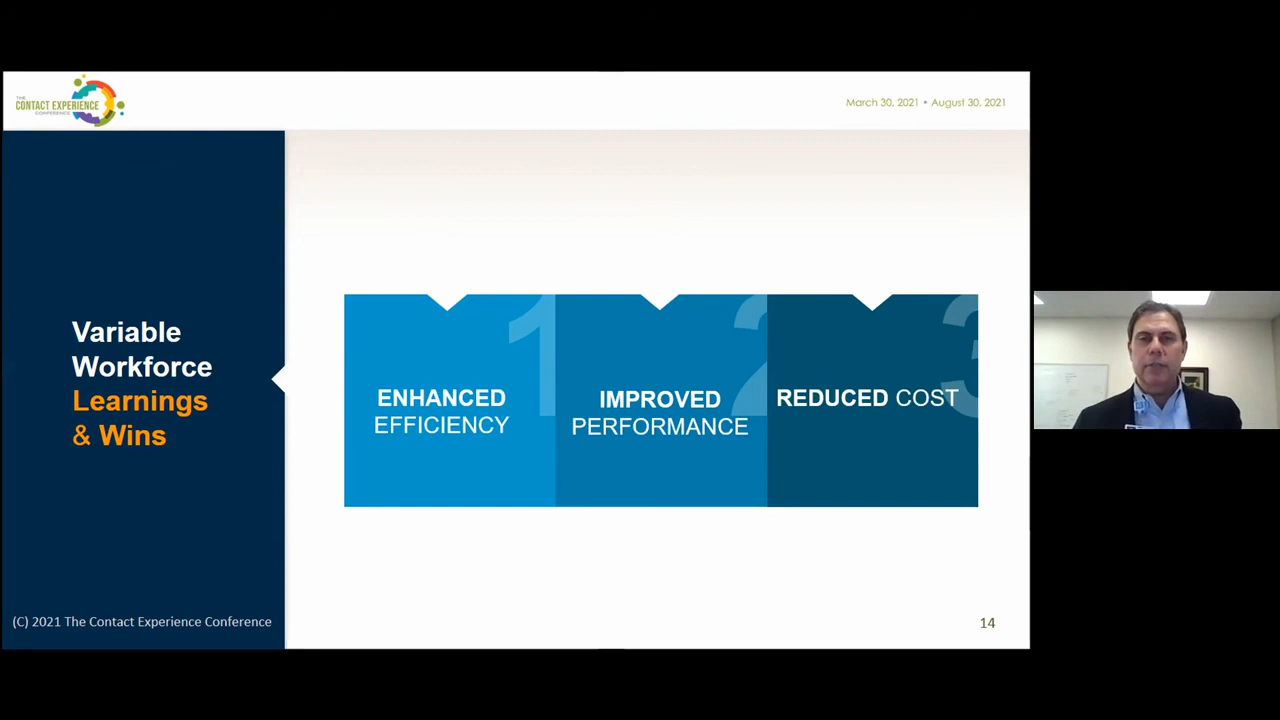 THE
CONTACT EXPERIENCE
CONFERENCE
March 30, 2021 • August 30, 2021
Variable
Workforce
Learnings
& Wins
1
ENHANCED
EFFICIENCY
2
IMPROVED
PERFORMANCE
3
REDUCED COST
(C) 2021 The Contact Experience Conference
14